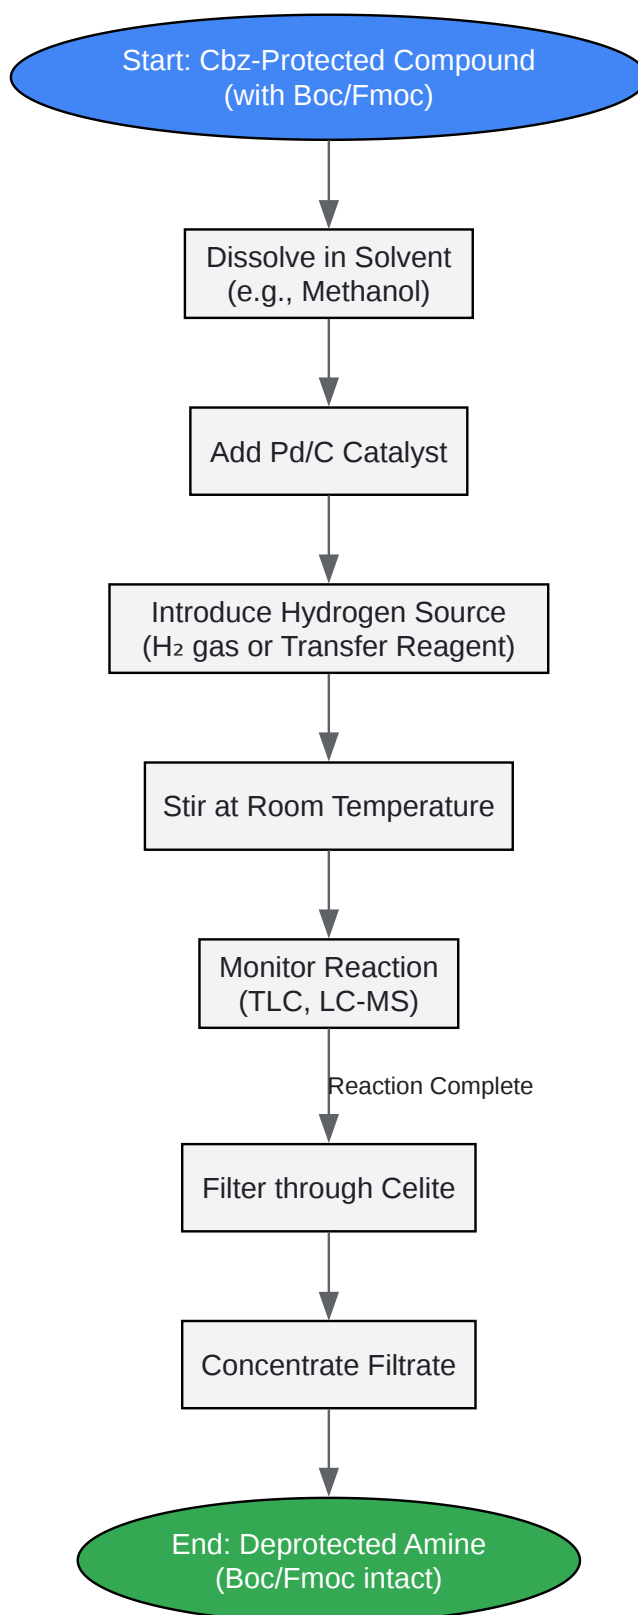 Start: Cbz-Protected Compound
(with Boc/Fmoc)
Dissolve in Solvent
(e.g., Methanol)
Add Pd/C Catalyst
Introduce Hydrogen Source
(H₂ gas or Transfer Reagent)
Stir at Room Temperature
Monitor Reaction
(TLC, LC-MS)
Reaction Complete
Filter through Celite
Concentrate Filtrate
End: Deprotected Amine
(Boc/Fmoc intact)